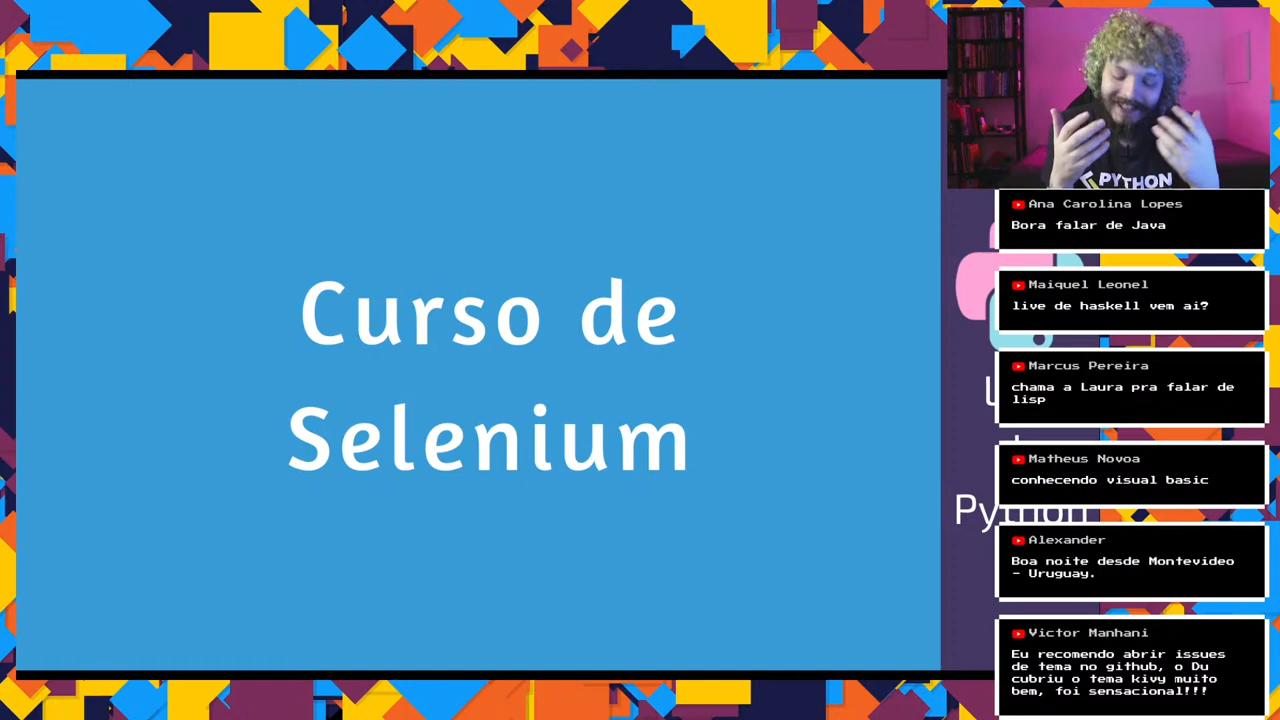 Curso de
Selenium
PYTHON
Ana Carolina Lopes
Bora falar de Java
Maiquel Leonel
live de haskell vem ai?
Marcus Pereira
chama a Laura pra falar de
lisp
Matheus Novoa
conhecendo visual basic
Python
Alexander
Boa noite desde Montevideo
- Uruguay.
Victor Manhani
Eu recomendo abrir issues
de tema no github, o Du
cubriu o tema kivy muito
bem, foi sensacional!!!